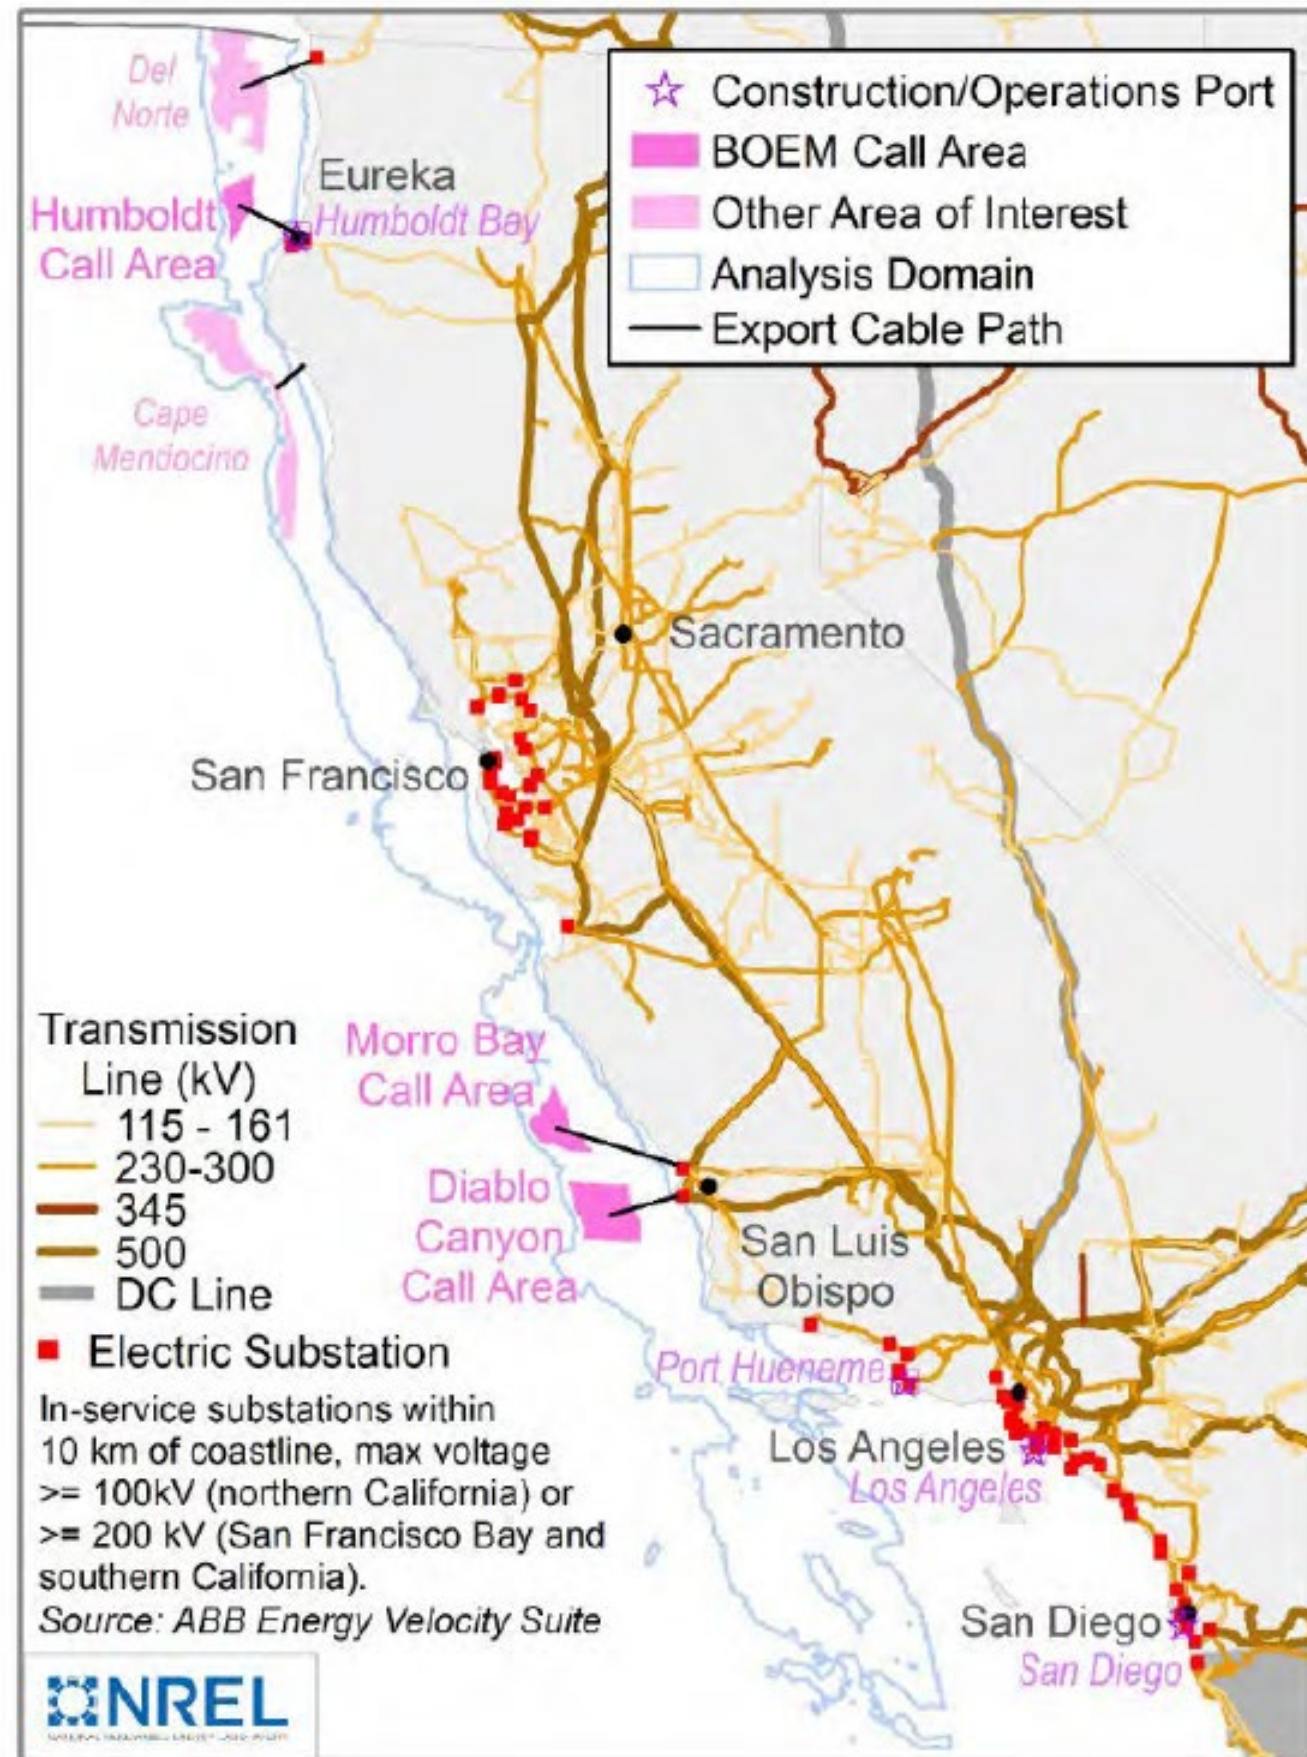 Del
Norte
Construction/Operations Port
BOEM Call Area
Other Area of Interest
Analysis Domain
Export Cable Path
Eureka
Humboldt Bay
Humboldt
Call Area
Cape
Mendocino
Sacramento
San Francisco
Morro Bay
Call Area
Diablo
Canyon
Call Area
San Luis
Obispo
Port Hueneme
Los Angeles
Los Angeles
San Diego
San Diego
Transmission
Line (kV)
115 - 161
230-300
345
500
DC Line
Electric Substation
In-service substations within
10 km of coastline, max voltage
>= 100kV (northern California) or
>= 200 kV (San Francisco Bay and
southern California).
Source: ABB Energy Velocity Suite
NREL